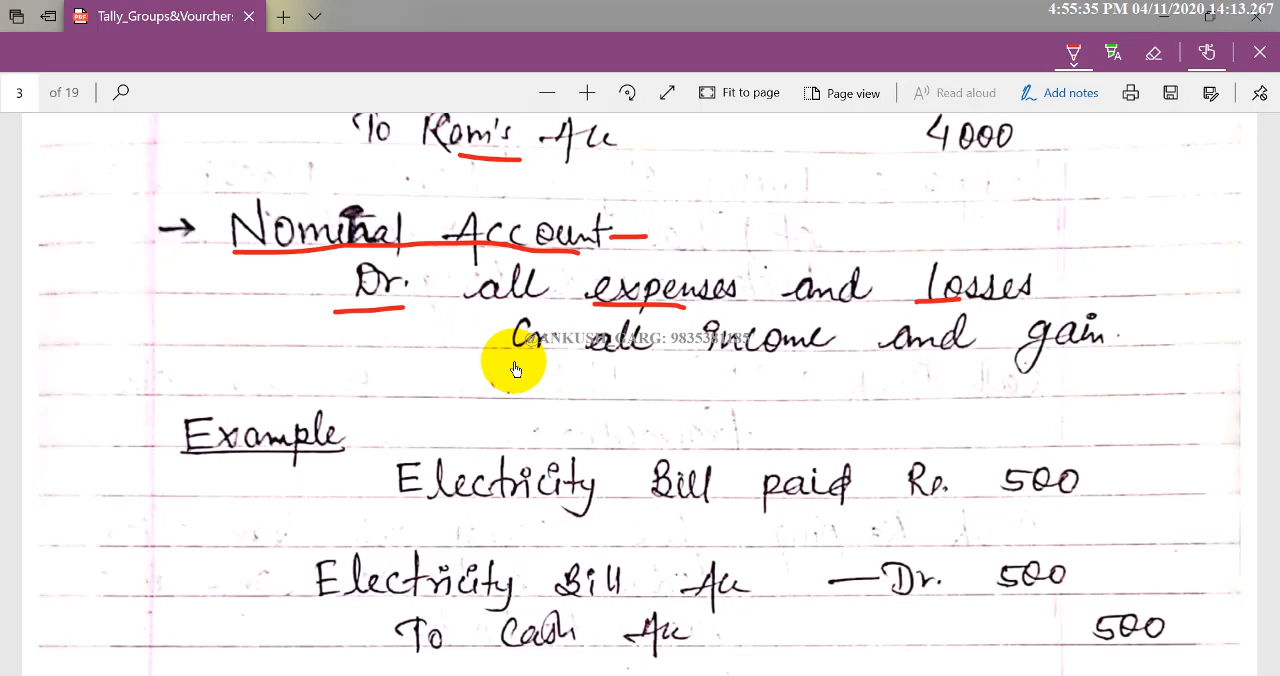 4:55:35 PM 04/11/2020 14:13.267
Tally_Groups&Vourcher:
3 of 19 Fit to page Page view Read aloud Add notes
To Ram's A/c 4000
→ Nominal Account
Dr. all expenses and losses
Cr all income and gain.
@ANKUSH GARG: 9835381185
Example
Electricity Bill paid Rs. 500
Electricity Bill A/c — Dr. 500
To Cash A/c 500